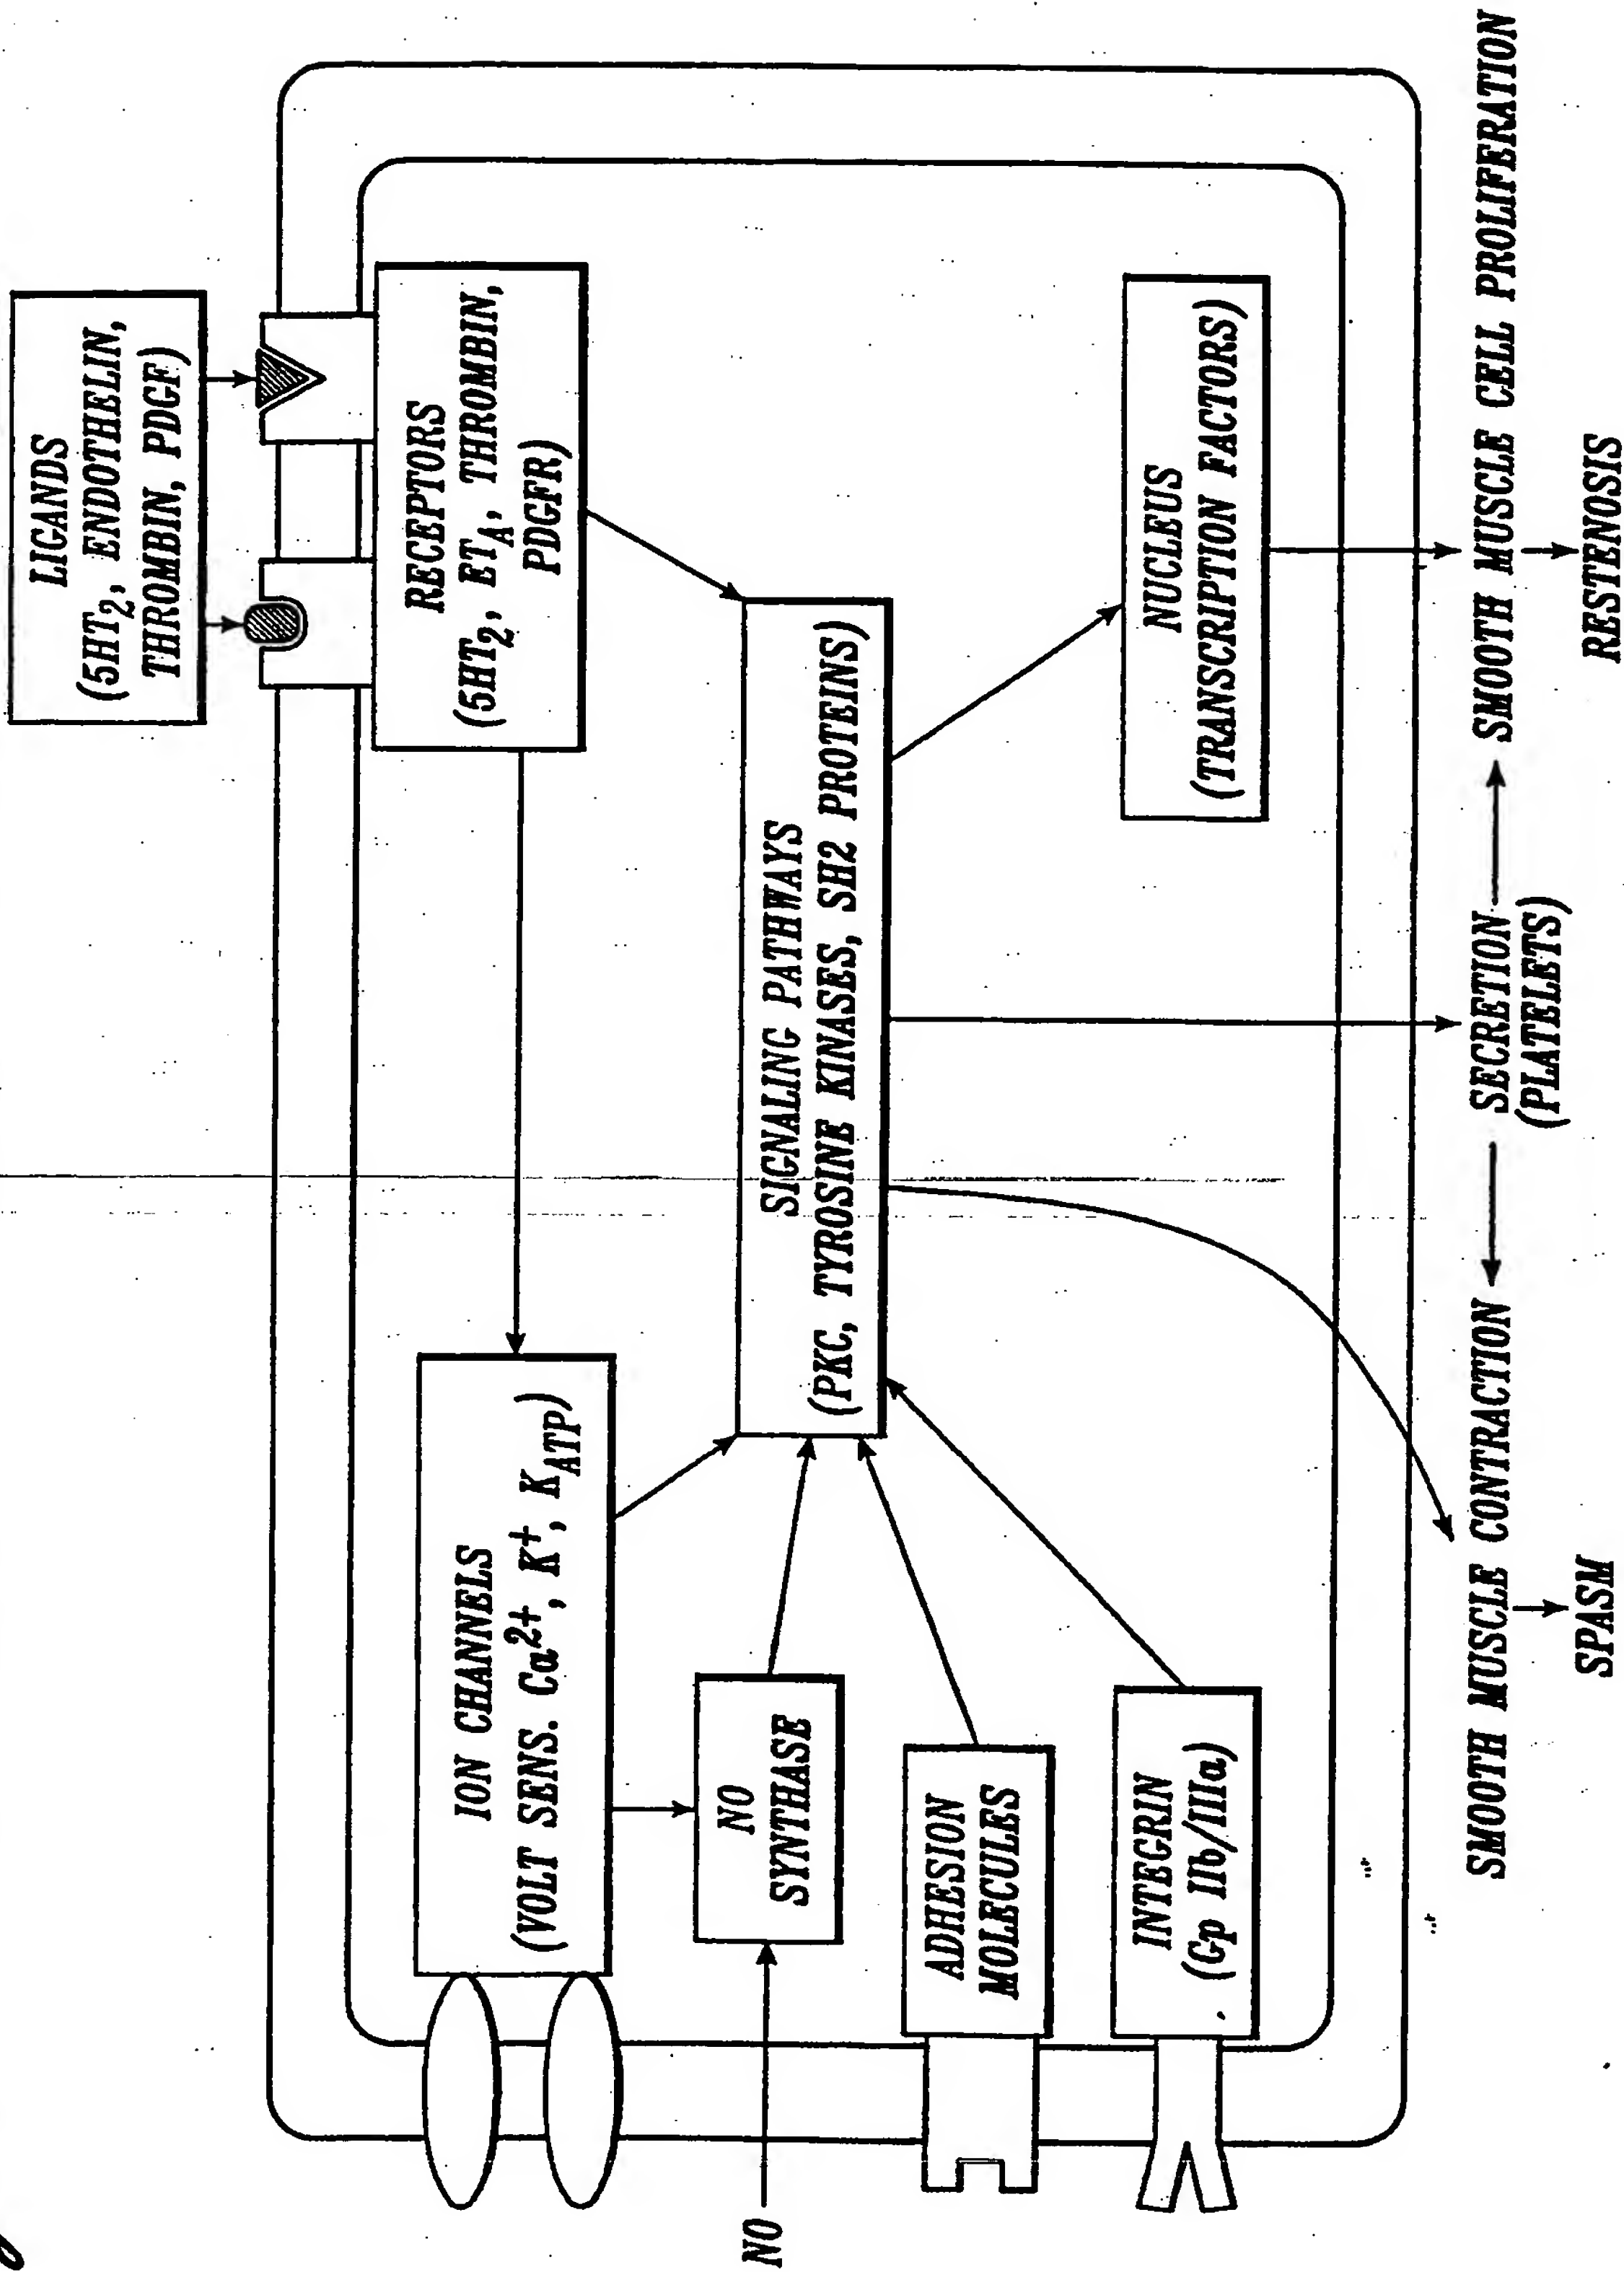 LIGANDS
(5HT2, ENDOTHELIN,
THROMBIN, PDGF)
RECEPTORS
(5HT2, ETA, THROMBIN,
PDGFR)
ION CHANNELS
(VOLT SENS. Ca2+, K+, KATP)
NO
SYNTHASE
NO
SIGNALING PATHWAYS
(PKC, TYROSINE KINASES, SH2 PROTEINS)
ADHESION
MOLECULES
INTEGRIN
(Gp IIb/IIIa)
NUCLEUS
(TRANSCRIPTION FACTORS)
SMOOTH MUSCLE CONTRACTION
SECRETION
(PLATELETS)
SMOOTH MUSCLE CELL PROLIFERATION
SPASM
RESTENOSIS